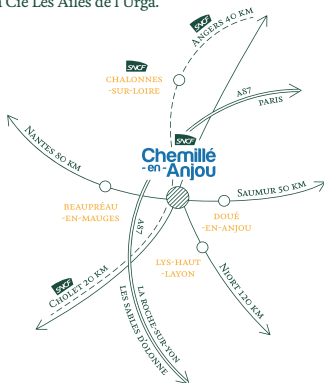 Cie Les Ailes de l'Urga.
SNCF
ANGERS 40 KM
SNCF
CHALONNES
-SUR-LOIRE
A87
PARIS
SNCF
Chemillé
- en - Anjou
NANTES 80 KM
SAUMUR 50 KM
BEAUPRÉAU
-EN-MAUGES
DOUÉ
-EN-ANJOU
A87
LYS-HAUT
-LAYON
SNCF
CHOLET 20 KM
NIORT 120 KM
LA ROCHE-SUR-YON
LES SABLES D'OLONNE